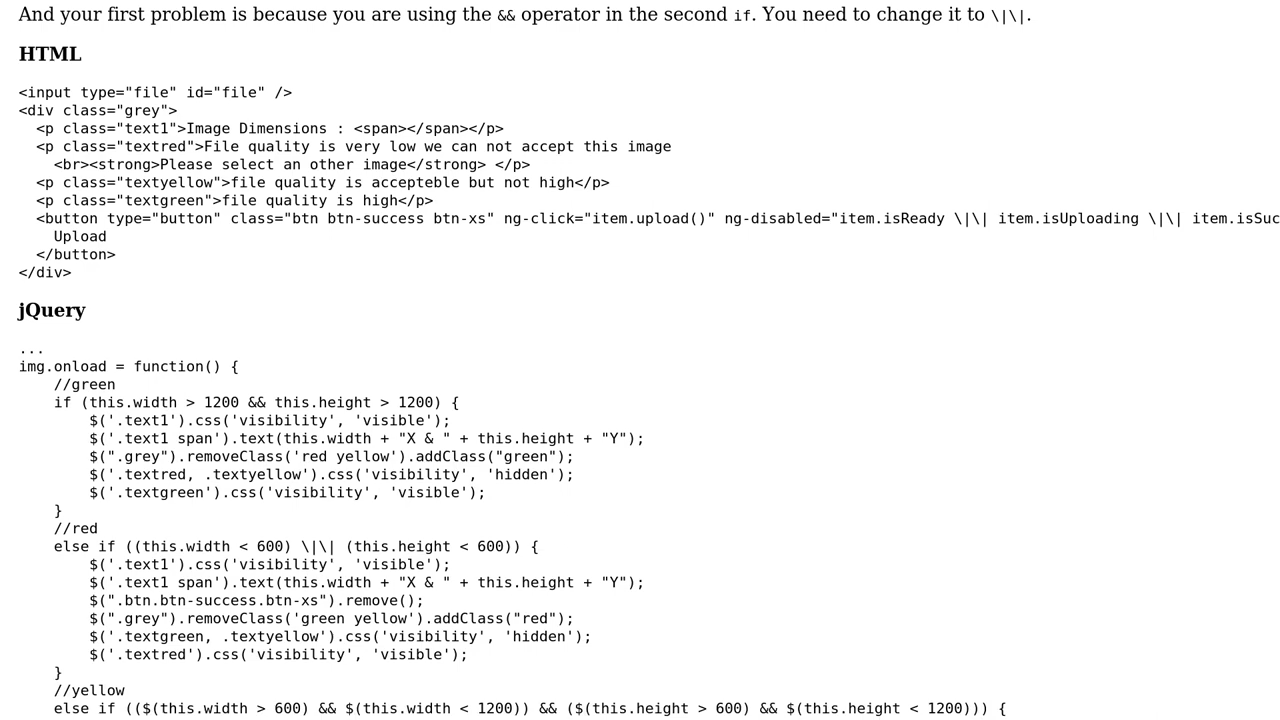 And your first problem is because you are using the && operator in the second if. You need to change it to \|\|.
HTML
<input type="file" id="file" />
<div class="grey">
  <p class="text1">Image Dimensions : <span></span></p>
  <p class="textred">File quality is very low we can not accept this image
    <br><strong>Please select an other image</strong> </p>
  <p class="textyellow">file quality is accepteble but not high</p>
  <p class="textgreen">file quality is high</p>
  <button type="button" class="btn btn-success btn-xs" ng-click="item.upload()" ng-disabled="item.isReady \|\| item.isUploading \|\| item.isSuc
    Upload
  </button>
</div>
jQuery
...
img.onload = function() {
    //green
    if (this.width > 1200 && this.height > 1200) {
        $('.text1').css('visibility', 'visible');
        $('.text1 span').text(this.width + "X & " + this.height + "Y");
        $(".grey").removeClass('red yellow').addClass("green");
        $('.textred, .textyellow').css('visibility', 'hidden');
        $('.textgreen').css('visibility', 'visible');
    }
    //red
    else if ((this.width < 600) \|\| (this.height < 600)) {
        $('.text1').css('visibility', 'visible');
        $('.text1 span').text(this.width + "X & " + this.height + "Y");
        $(".btn.btn-success.btn-xs").remove();
        $(".grey").removeClass('green yellow').addClass("red");
        $('.textgreen, .textyellow').css('visibility', 'hidden');
        $('.textred').css('visibility', 'visible');
    }
    //yellow
    else if (($(this.width > 600) && $(this.width < 1200)) && ($(this.height > 600) && $(this.height < 1200))) {